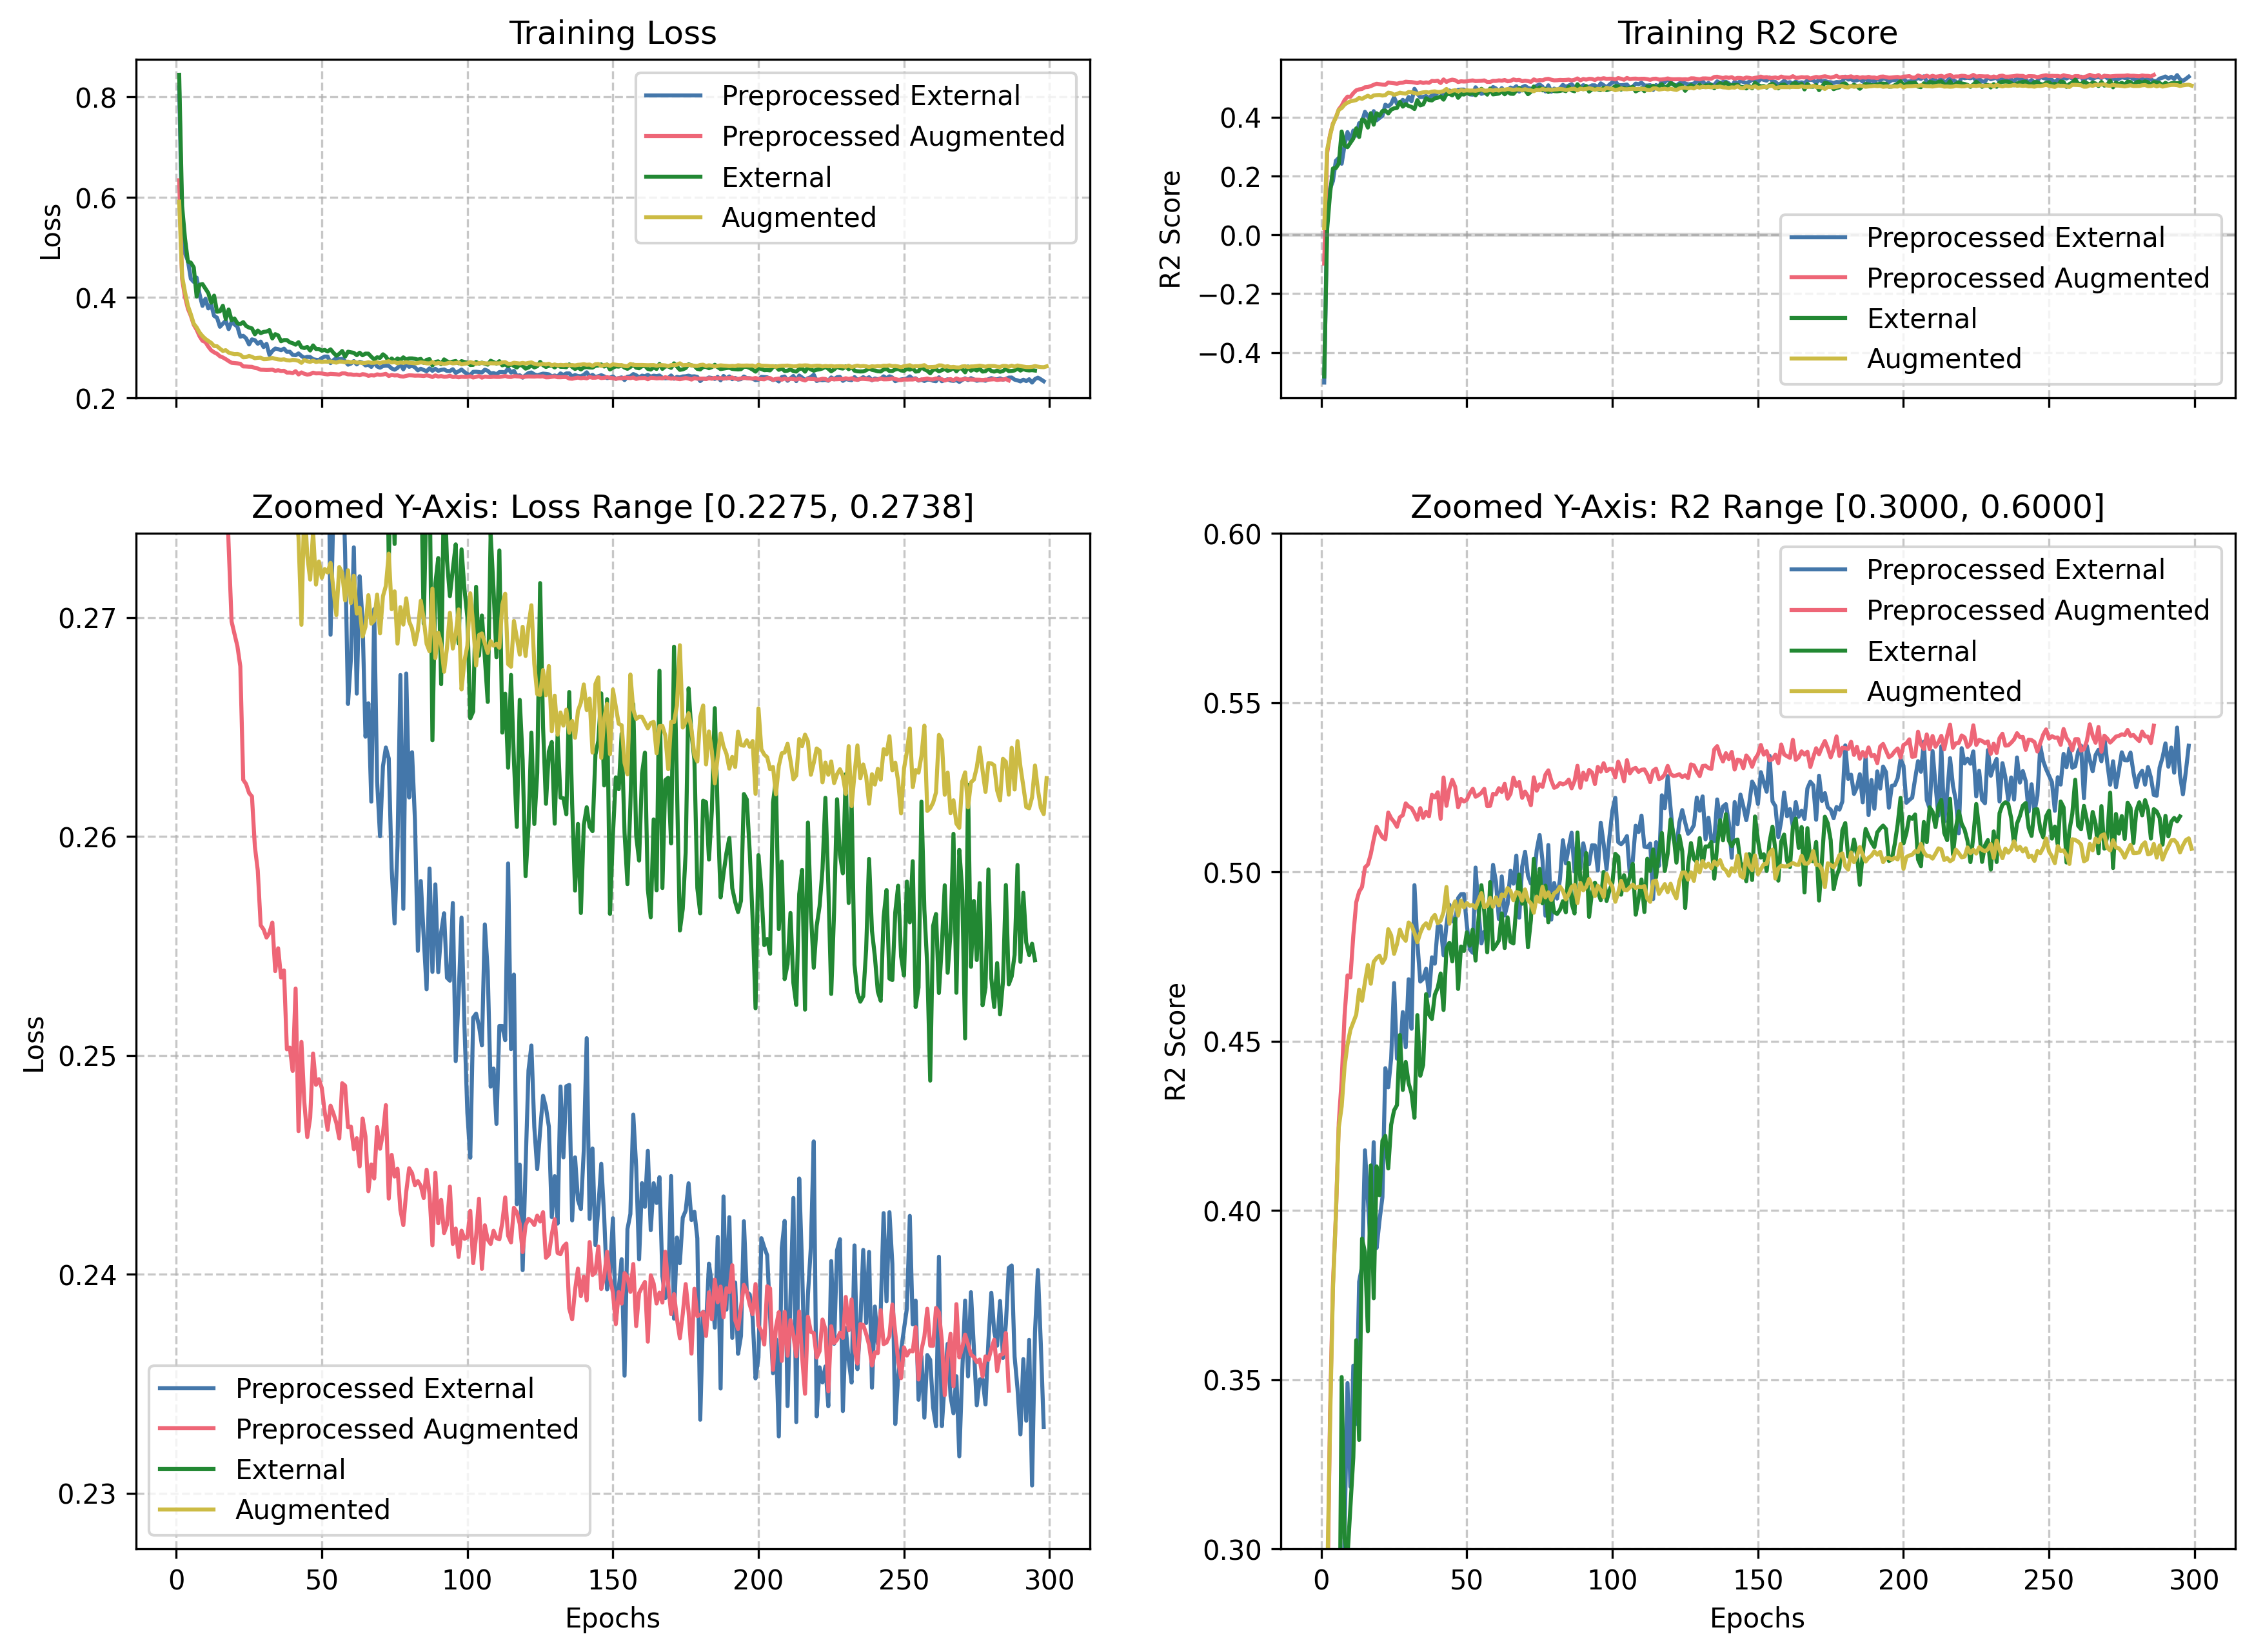 Training Loss
Loss
0.8
0.6
0.4
0.2
Preprocessed External
Preprocessed Augmented
External
Augmented
Training R2 Score
R2 Score
0.4
0.2
0.0
−0.2
−0.4
Preprocessed External
Preprocessed Augmented
External
Augmented
Zoomed Y-Axis: Loss Range [0.2275, 0.2738]
Loss
0.27
0.26
0.25
0.24
0.23
Preprocessed External
Preprocessed Augmented
External
Augmented
0
50
100
150
200
250
300
Epochs
Zoomed Y-Axis: R2 Range [0.3000, 0.6000]
R2 Score
0.60
0.55
0.50
0.45
0.40
0.35
0.30
Preprocessed External
Preprocessed Augmented
External
Augmented
0
50
100
150
200
250
300
Epochs